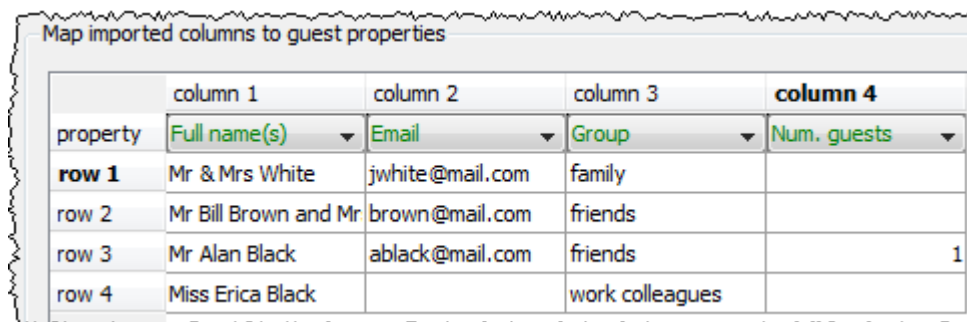 Map imported columns to guest properties
column 1 column 2 column 3 column 4
property Full name(s) Email Group Num. guests
row 1 Mr & Mrs White jwhite@mail.com family
row 2 Mr Bill Brown and Mr brown@mail.com friends
row 3 Mr Alan Black ablack@mail.com friends 1
row 4 Miss Erica Black work colleagues